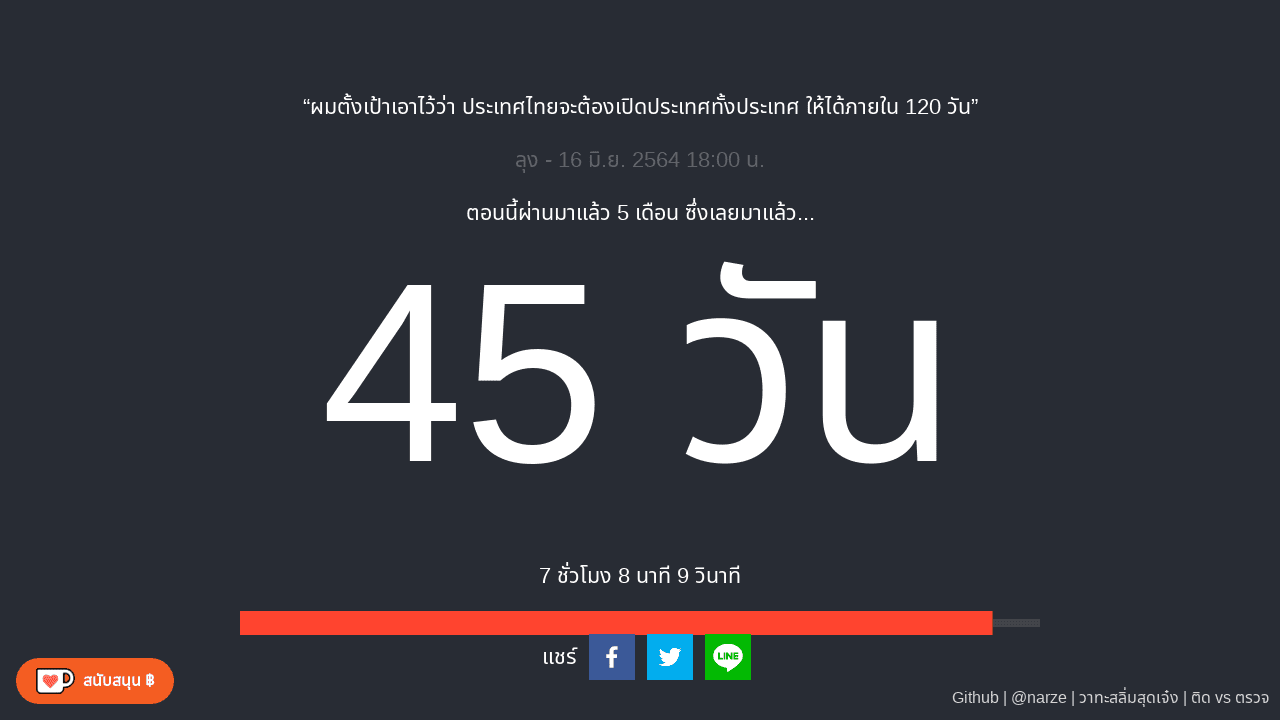 “ผมตั้งเป้าเอาไว้ว่า ประเทศไทยจะต้องเปิดประเทศทั้งประเทศ ให้ได้ภายใน 120 วัน”
ลุง - 16 มิ.ย. 2564 18:00 น.
ตอนนี้ผ่านมาแล้ว 5 เดือน ซึ่งเลยมาแล้ว...
45 วัน
7 ชั่วโมง 8 นาที 9 วินาที
แชร์
LINE
สนับสนุน ฿
Github | @narze | วาทะสลิ่มสุดเจ๋ง | ติด vs ตรวจ